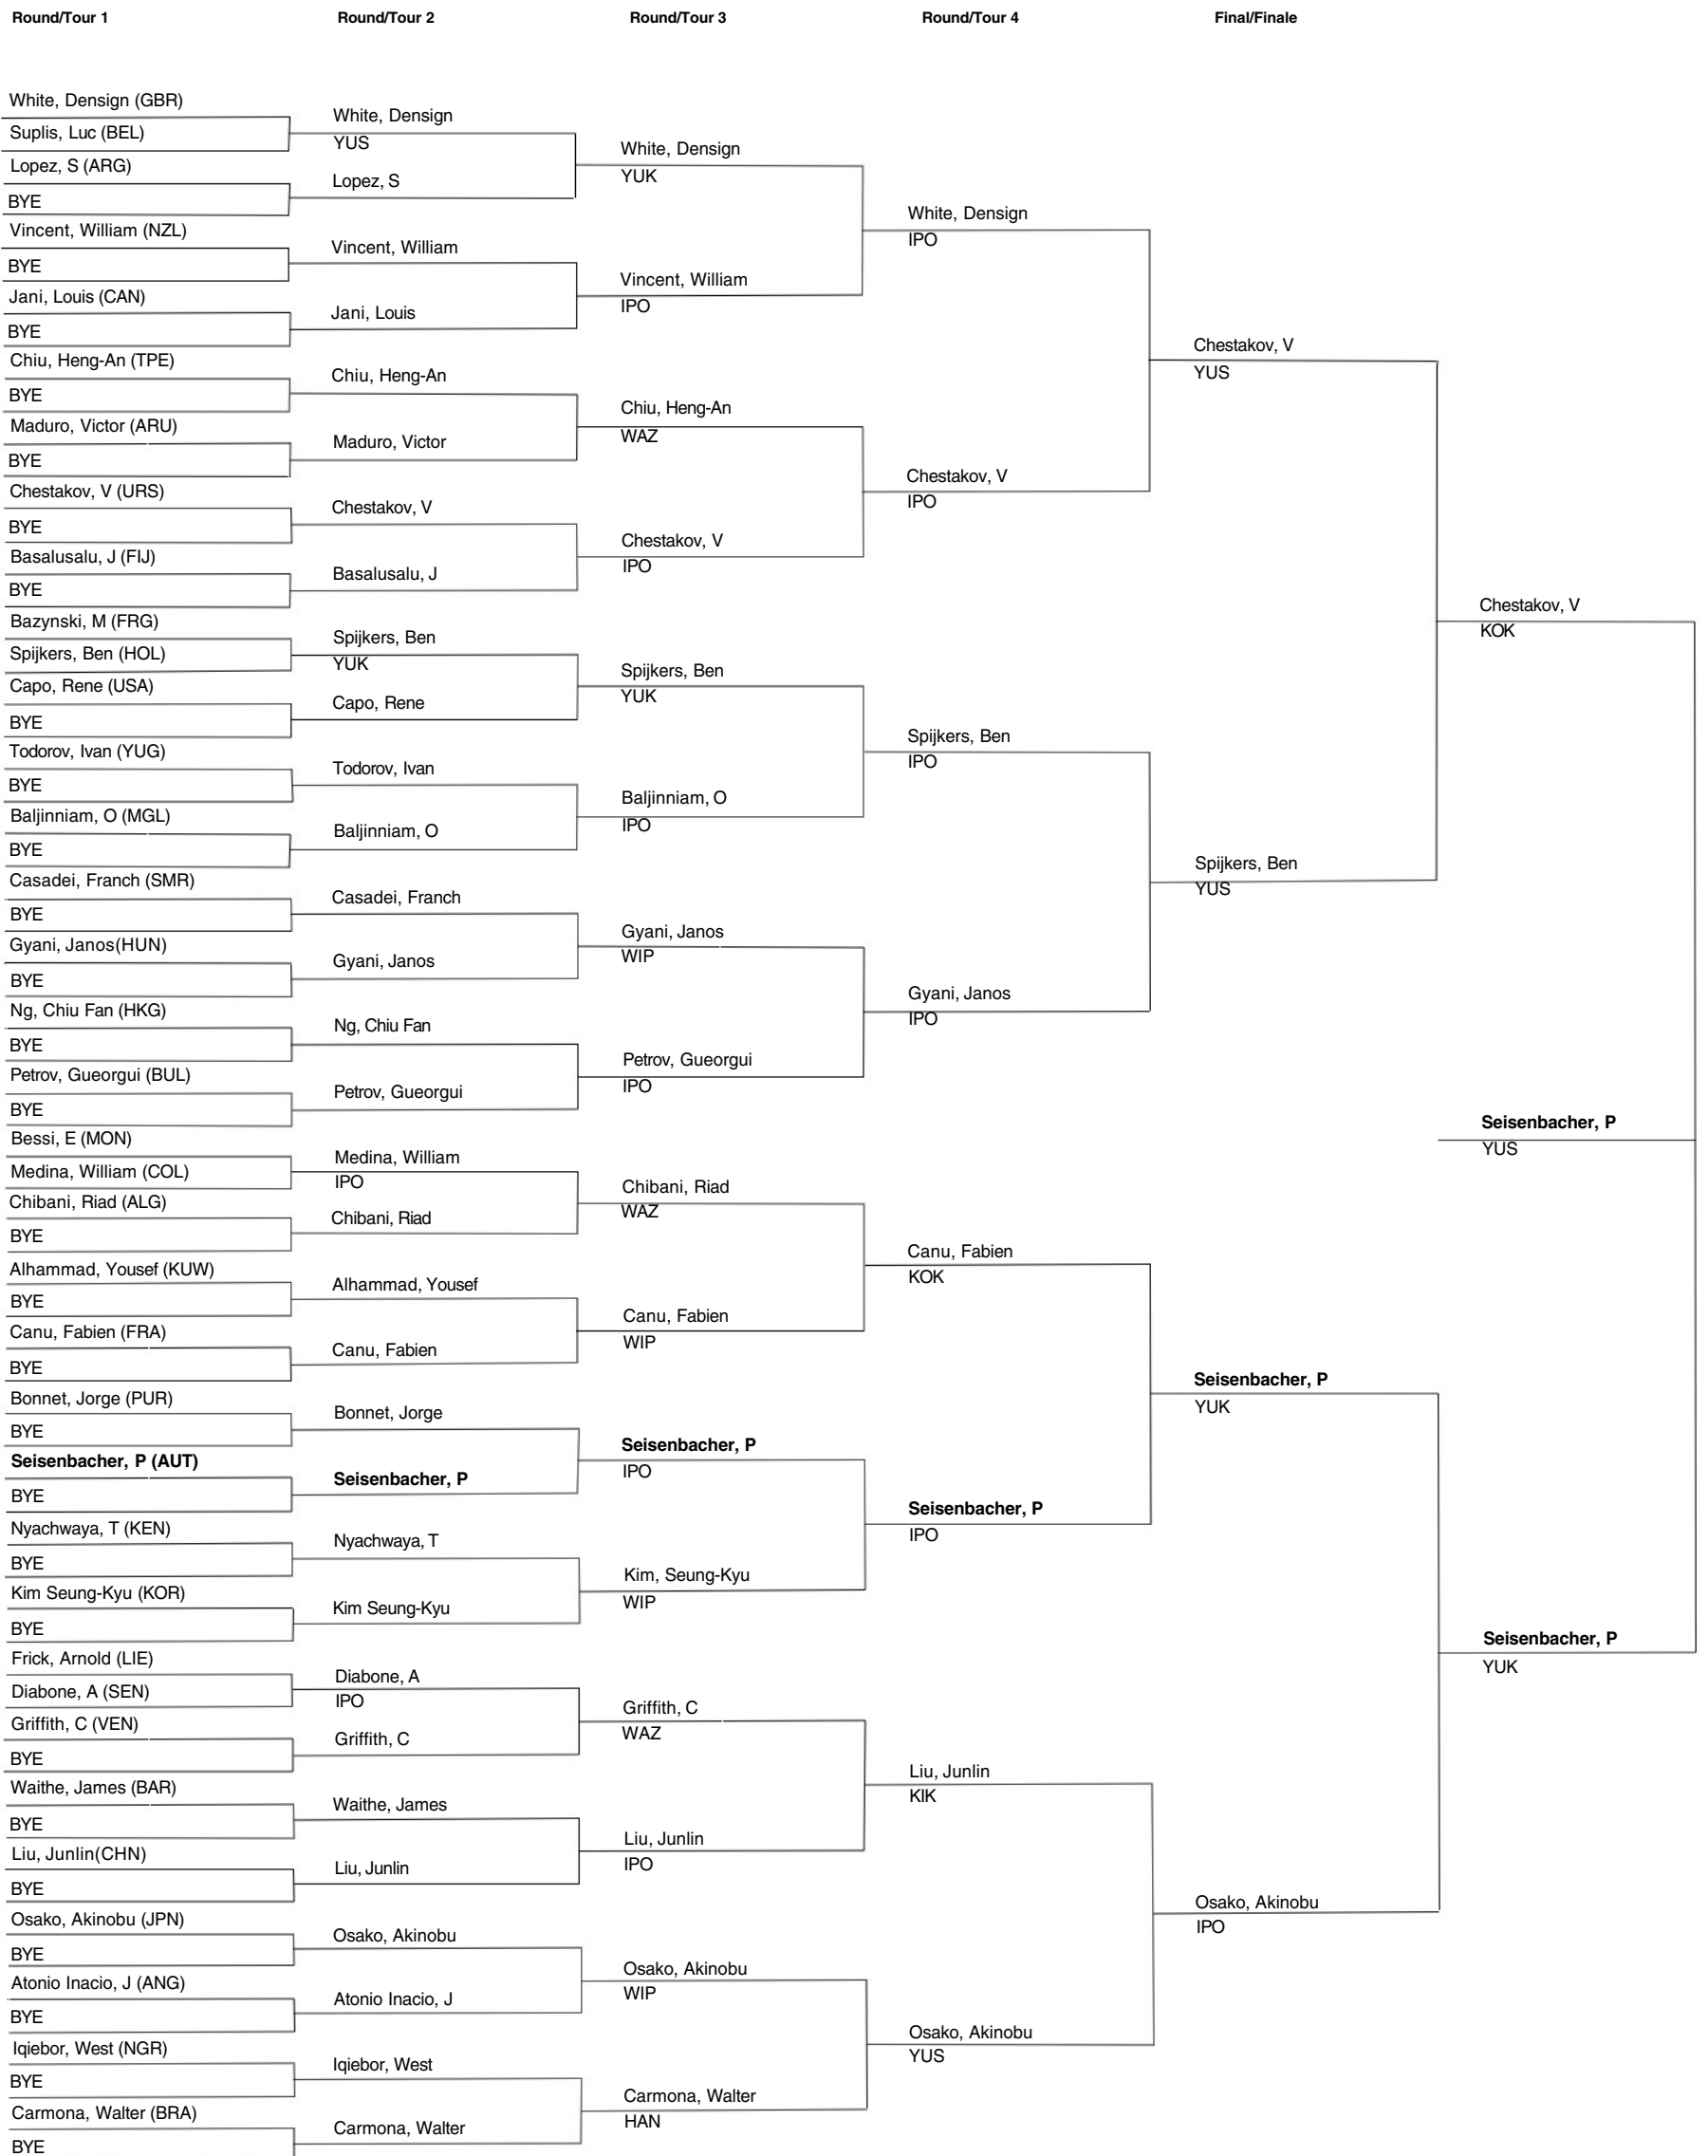 Round/Tour 1
Round/Tour 2
Round/Tour 3
Round/Tour 4
Final/Finale
White, Densign (GBR)
Suplis, Luc (BEL)
Lopez, S (ARG)
BYE
Vincent, William (NZL)
BYE
Jani, Louis (CAN)
BYE
Chiu, Heng-An (TPE)
BYE
Maduro, Victor (ARU)
BYE
Chestakov, V (URS)
BYE
Basalusalu, J (FIJ)
BYE
Bazynski, M (FRG)
Spijkers, Ben (HOL)
Capo, Rene (USA)
BYE
Todorov, Ivan (YUG)
BYE
Baljinniam, O (MGL)
BYE
Casadei, Franch (SMR)
BYE
Gyani, Janos(HUN)
BYE
Ng, Chiu Fan (HKG)
BYE
Petrov, Gueorgui (BUL)
BYE
Bessi, E (MON)
Medina, William (COL)
Chibani, Riad (ALG)
BYE
Alhammad, Yousef (KUW)
BYE
Canu, Fabien (FRA)
BYE
Bonnet, Jorge (PUR)
BYE
Seisenbacher, P (AUT)
BYE
Nyachwaya, T (KEN)
BYE
Kim Seung-Kyu (KOR)
BYE
Frick, Arnold (LIE)
Diabone, A (SEN)
Griffith, C (VEN)
BYE
Waithe, James (BAR)
BYE
Liu, Junlin(CHN)
BYE
Osako, Akinobu (JPN)
BYE
Atonio Inacio, J (ANG)
BYE
Iqiebor, West (NGR)
BYE
Carmona, Walter (BRA)
BYE
White, Densign
YUS
Lopez, S
Vincent, William
Jani, Louis
Chiu, Heng-An
Maduro, Victor
Chestakov, V
Basalusalu, J
Spijkers, Ben
YUK
Capo, Rene
Todorov, Ivan
Baljinniam, O
Casadei, Franch
Gyani, Janos
Ng, Chiu Fan
Petrov, Gueorgui
Medina, William
IPO
Chibani, Riad
Alhammad, Yousef
Canu, Fabien
Bonnet, Jorge
Seisenbacher, P
Nyachwaya, T
Kim Seung-Kyu
Diabone, A
IPO
Griffith, C
Waithe, James
Liu, Junlin
Osako, Akinobu
Atonio Inacio, J
Iqiebor, West
Carmona, Walter
White, Densign
YUK
Vincent, William
IPO
Chiu, Heng-An
WAZ
Chestakov, V
IPO
Spijkers, Ben
YUK
Baljinniam, O
IPO
Gyani, Janos
WIP
Petrov, Gueorgui
IPO
Chibani, Riad
WAZ
Canu, Fabien
WIP
Seisenbacher, P
IPO
Kim, Seung-Kyu
WIP
Griffith, C
WAZ
Liu, Junlin
IPO
Osako, Akinobu
WIP
Carmona, Walter
HAN
White, Densign
IPO
Chestakov, V
IPO
Spijkers, Ben
IPO
Gyani, Janos
IPO
Canu, Fabien
KOK
Seisenbacher, P
IPO
Liu, Junlin
KIK
Osako, Akinobu
YUS
Chestakov, V
YUS
Spijkers, Ben
YUS
Seisenbacher, P
YUK
Osako, Akinobu
IPO
Chestakov, V
KOK
Seisenbacher, P
YUS
Seisenbacher, P
YUK